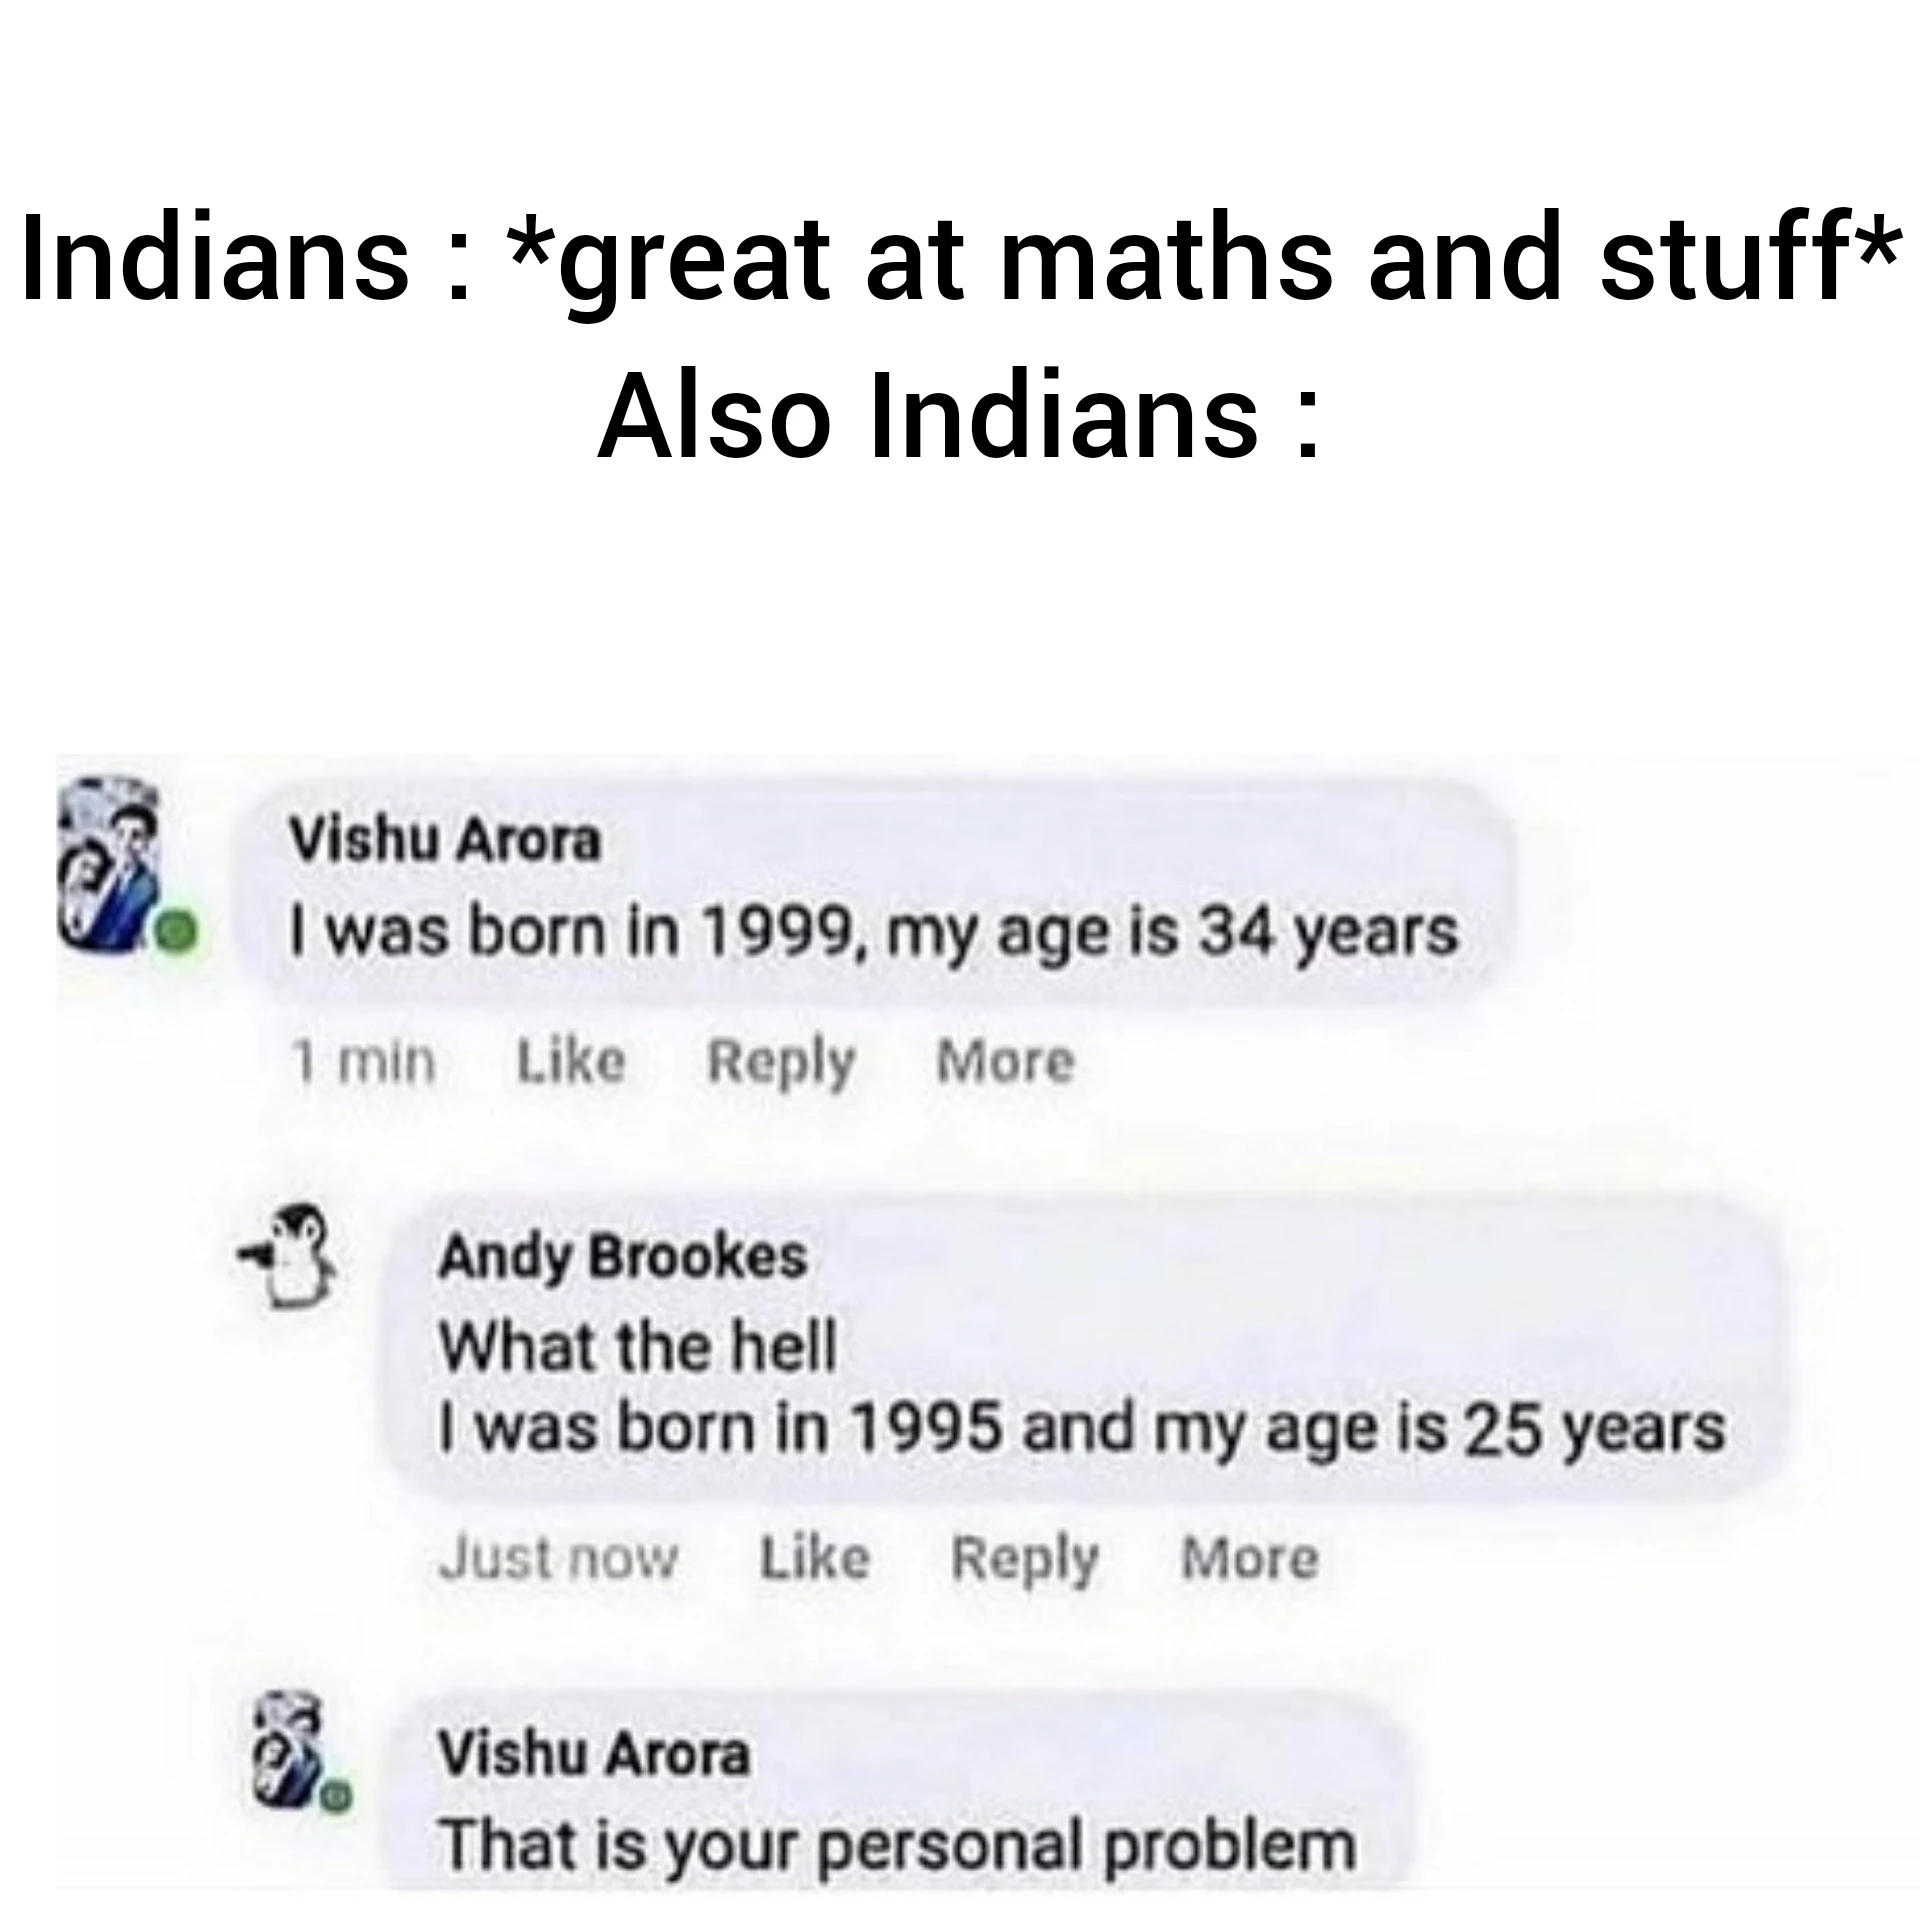 Indians : *great at maths and stuff*
Also Indians :
Vishu Arora
I was born in 1999, my age is 34 years
1 min Like Reply More
Andy Brookes
What the hell
I was born in 1995 and my age is 25 years
Just now Like Reply More
Vishu Arora
That is your personal problem